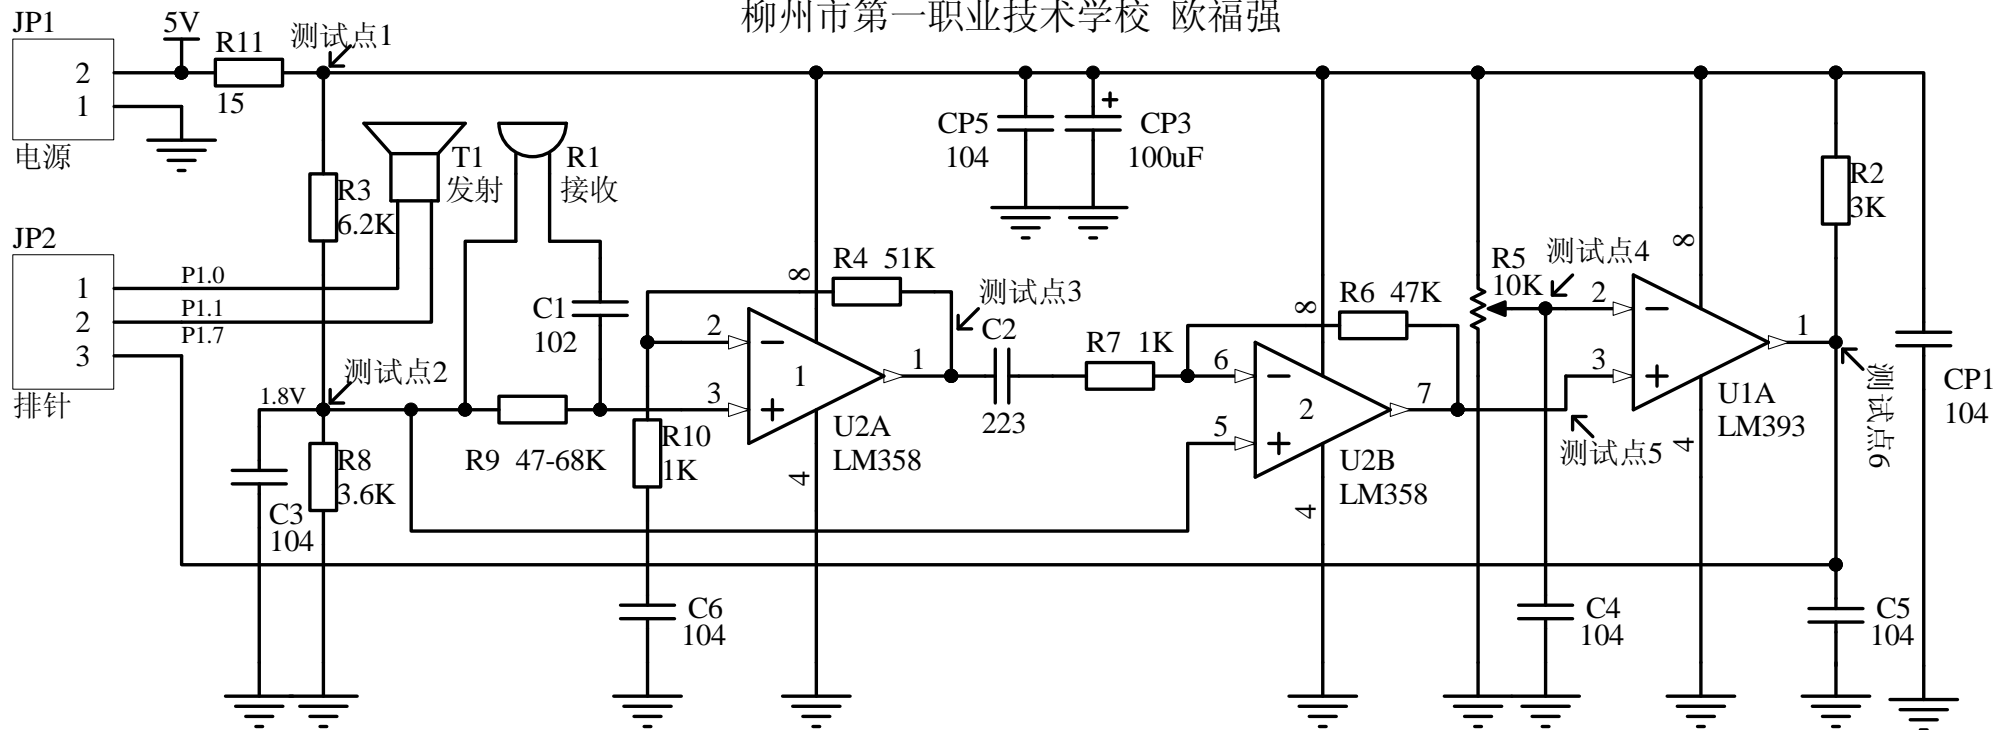 柳州市第一职业技术学校 欧福强
JP1
2
1
电源
5V
R11
15
测试点1
R3
6.2K
T1
发射
R1
接收
CP5
104
CP3
100uF
+
R2
3K
JP2
1
2
3
排针
P1.0
P1.1
P1.7
1.8V
测试点2
C1
102
R9 47-68K
R8
3.6K
C3
104
R10
1K
C6
104
R4 51K
8
2
3
1
1
4
U2A
LM358
测试点3
C2
223
R7 1K
R6 47K
8
6
5
2
7
4
U2B
LM358
R5
10K
测试点4
2
3
8
1
4
U1A
LM393
测试点5
测试点6
C4
104
C5
104
CP1
104